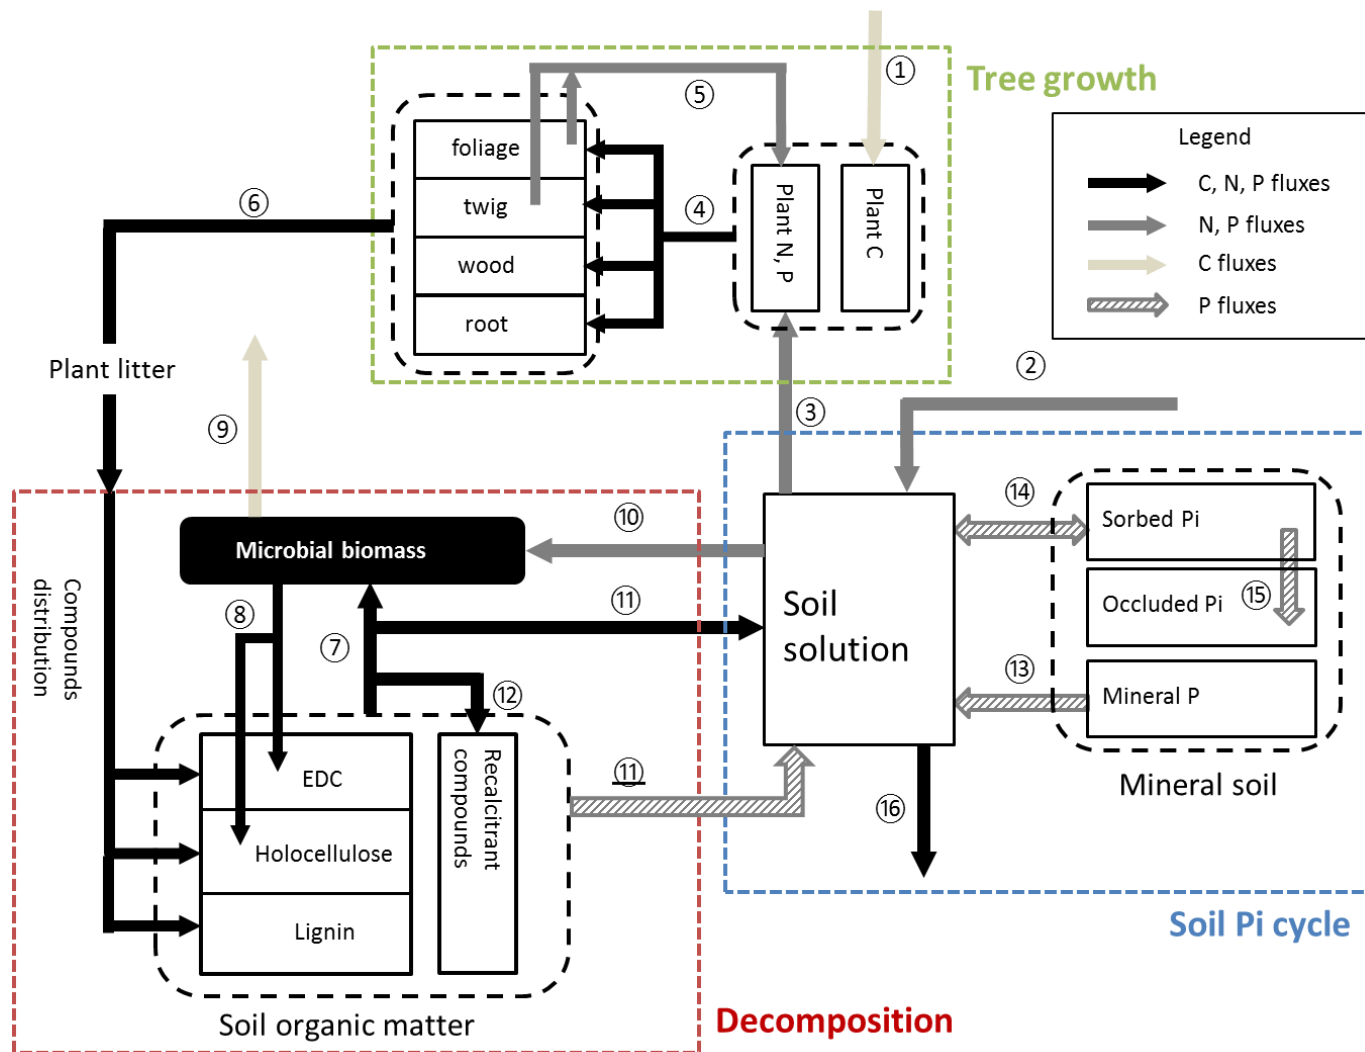 ①
Tree growth
⑤
Legend
C, N, P fluxes
N, P fluxes
C fluxes
P fluxes
foliage
twig
wood
root
④
Plant N, P
Plant C
⑥
Plant litter
③
②
⑨
Microbial biomass
⑩
⑪
⑧
⑦
⑫
Compounds
distribution
EDC
Holocellulose
Lignin
Recalcitrant
compounds
Soil organic matter
Decomposition
⑪
Soil
solution
⑭
Sorbed Pi
Occluded Pi
⑮
⑬
Mineral P
Mineral soil
⑯
Soil Pi cycle